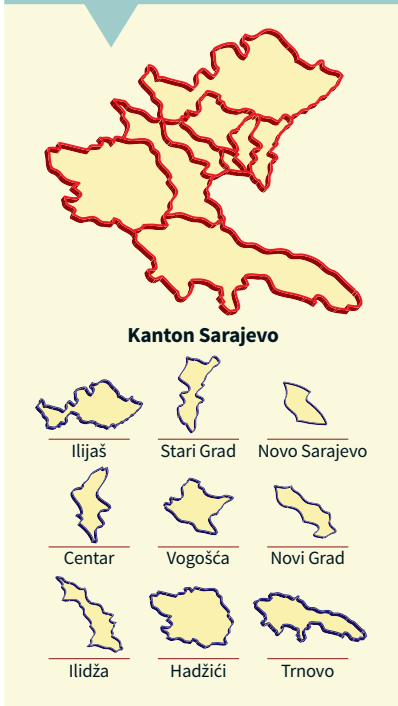 Kanton Sarajevo
Ilijaš
Stari Grad
Novo Sarajevo
Centar
Vogošća
Novi Grad
Ilidža
Hadžići
Trnovo